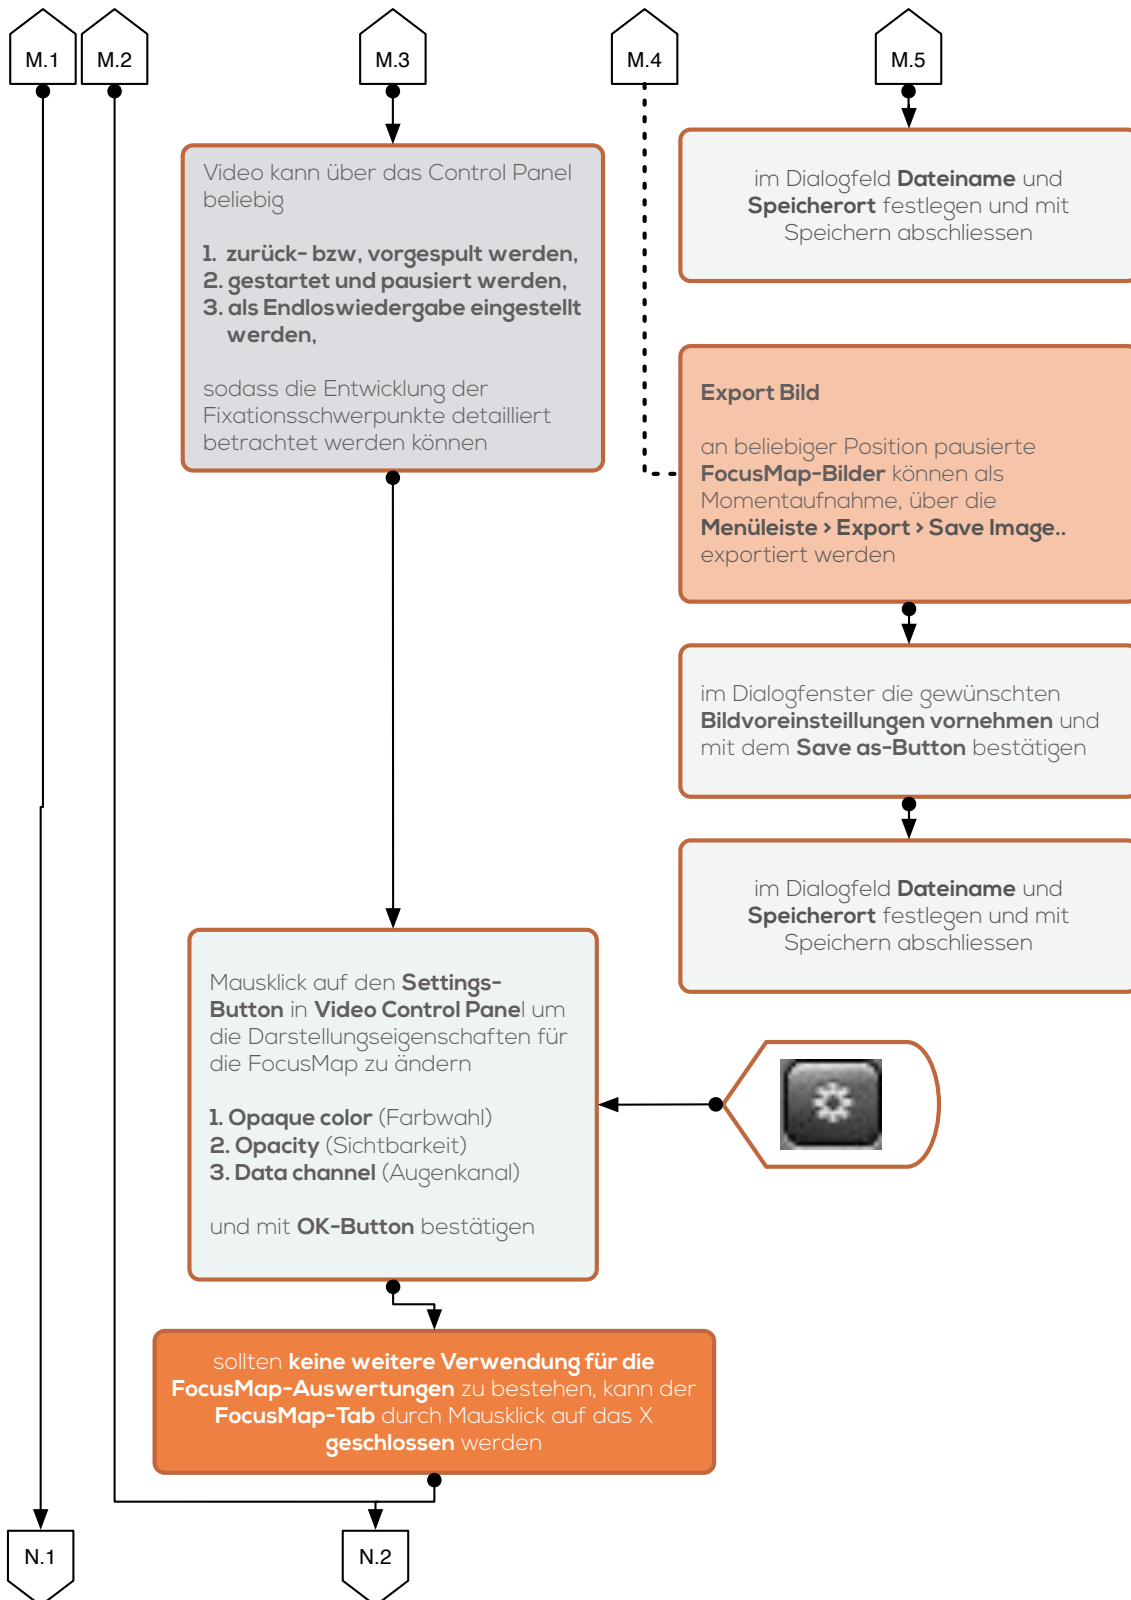 M.1
M.2
M.3
M.4
M.5
Video kann über das Control Panel
beliebig
1. zurück- bzw, vorgespult werden,
2. gestartet und pausiert werden,
3. als Endloswiedergabe eingestellt
werden,
sodass die Entwicklung der
Fixationsschwerpunkte detailliert
betrachtet werden können
im Dialogfeld Dateiname und
Speicherort festlegen und mit
Speichern abschliessen
Export Bild
an beliebiger Position pausierte
FocusMap-Bilder können als
Momentaufnahme, über die
Menüleiste > Export > Save Image..
exportiert werden
im Dialogfenster die gewünschten
Bildvoreinsteillungen vornehmen und
mit dem Save as-Button bestätigen
im Dialogfeld Dateiname und
Speicherort festlegen und mit
Speichern abschliessen
Mausklick auf den Settings-
Button in Video Control Panel um
die Darstellungseigenschaften für
die FocusMap zu ändern
1. Opaque color (Farbwahl)
2. Opacity (Sichtbarkeit)
3. Data channel (Augenkanal)
und mit OK-Button bestätigen
sollten keine weitere Verwendung für die
FocusMap-Auswertungen zu bestehen, kann der
FocusMap-Tab durch Mausklick auf das X
geschlossen werden
N.1
N.2